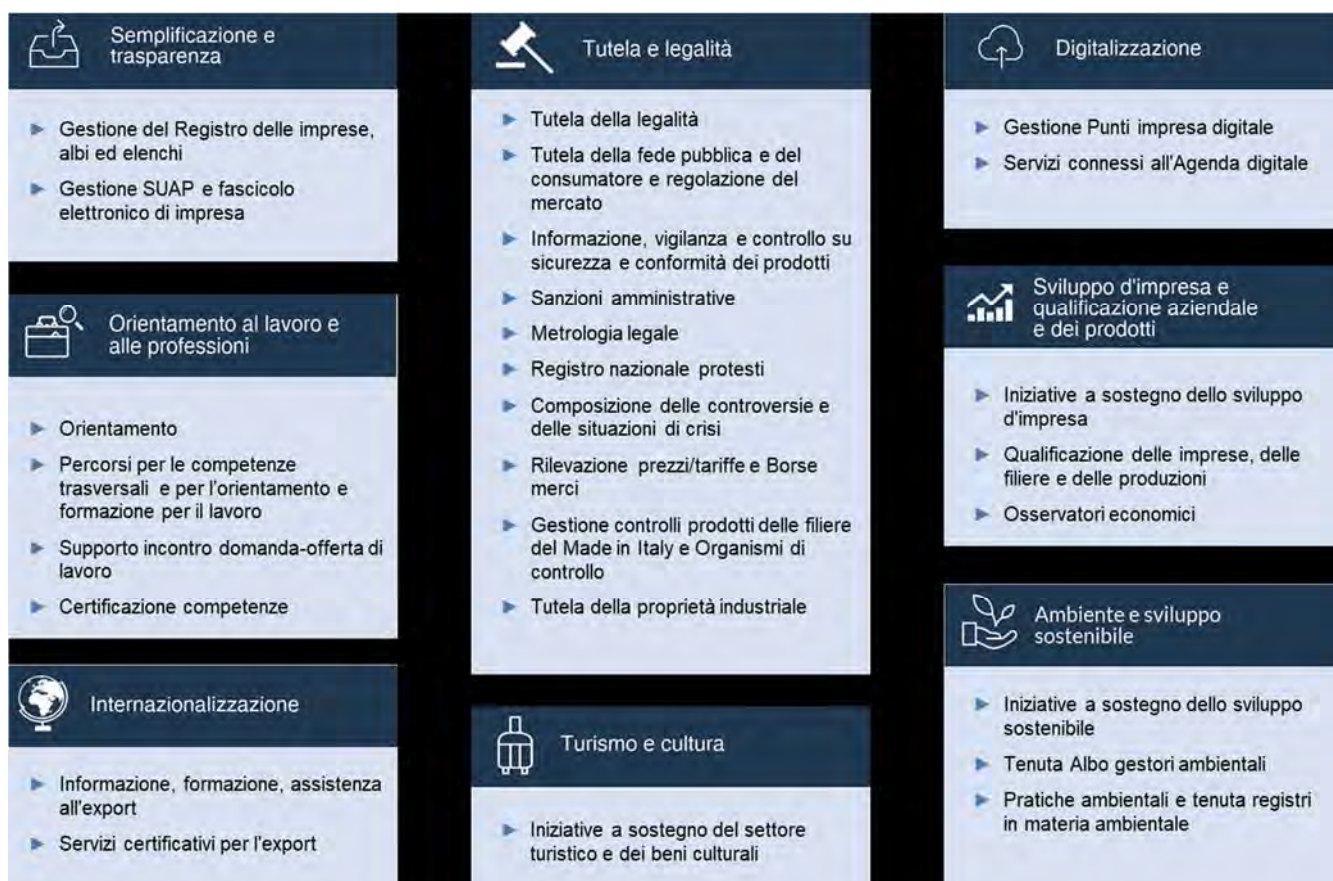 Semplificazione e
trasparenza
Gestione del Registro delle imprese,
albi ed elenchi
Gestione SUAP e fascicolo
elettronico di impresa
Orientamento al lavoro e
alle professioni
Orientamento
Percorsi per le competenze
trasversali e per l'orientamento e
formazione per il lavoro
Supporto incontro domanda-offerta di
lavoro
Certificazione competenze
Internazionalizzazione
Informazione, formazione, assistenza
all'export
Servizi certificativi per l'export
Tutela e legalità
Tutela della legalità
Tutela della fede pubblica e del
consumatore e regolazione del
mercato
Informazione, vigilanza e controllo su
sicurezza e conformità dei prodotti
Sanzioni amministrative
Metrologia legale
Registro nazionale protesti
Composizione delle controversie e
delle situazioni di crisi
Rilevazione prezzi/tariffe e Borse
merci
Gestione controlli prodotti delle filiere
del Made in Italy e Organismi di
controllo
Tutela della proprietà industriale
Turismo e cultura
Iniziative a sostegno del settore
turistico e dei beni culturali
Digitalizzazione
Gestione Punti impresa digitale
Servizi connessi all'Agenda digitale
Sviluppo d'impresa e
qualificazione aziendale
e dei prodotti
Iniziative a sostegno dello sviluppo
d'impresa
Qualificazione delle imprese, delle
filiere e delle produzioni
Osservatori economici
Ambiente e sviluppo
sostenibile
Iniziative a sostegno dello sviluppo
sostenibile
Tenuta Albo gestori ambientali
Pratiche ambientali e tenuta registri
in materia ambientale